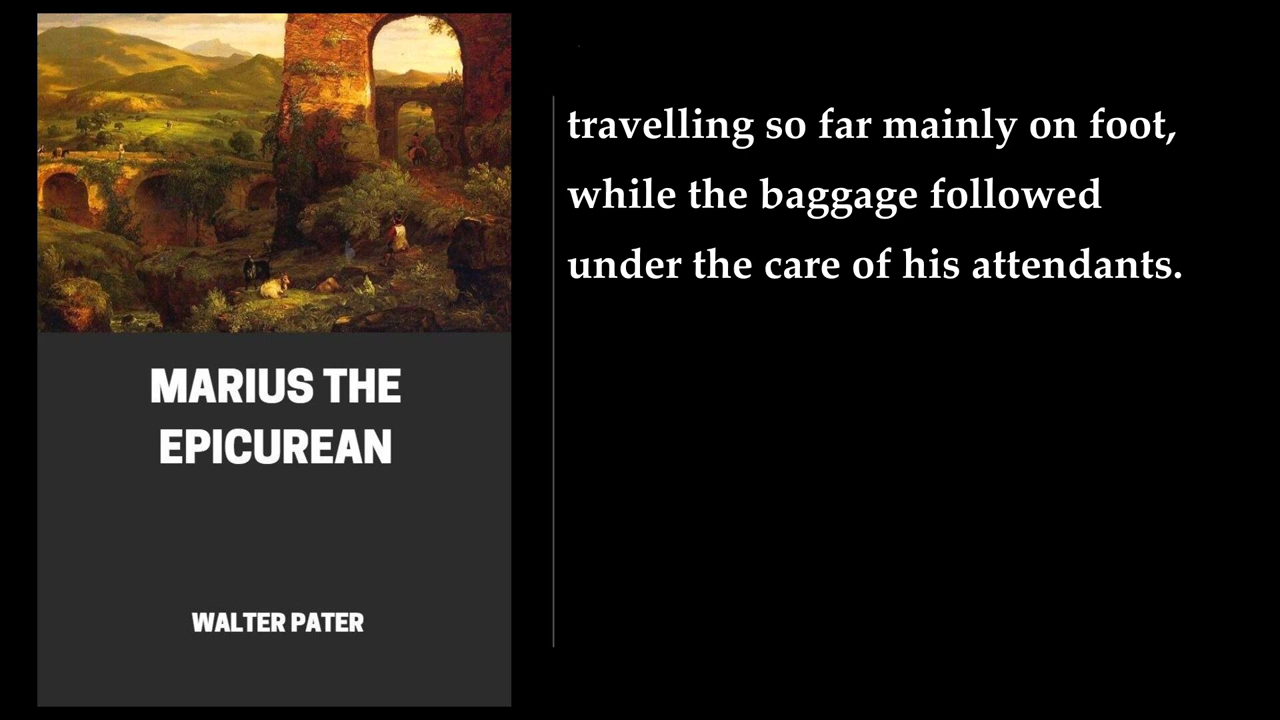 MARIUS THE
EPICUREAN
WALTER PATER
travelling so far mainly on foot,
while the baggage followed
under the care of his attendants.